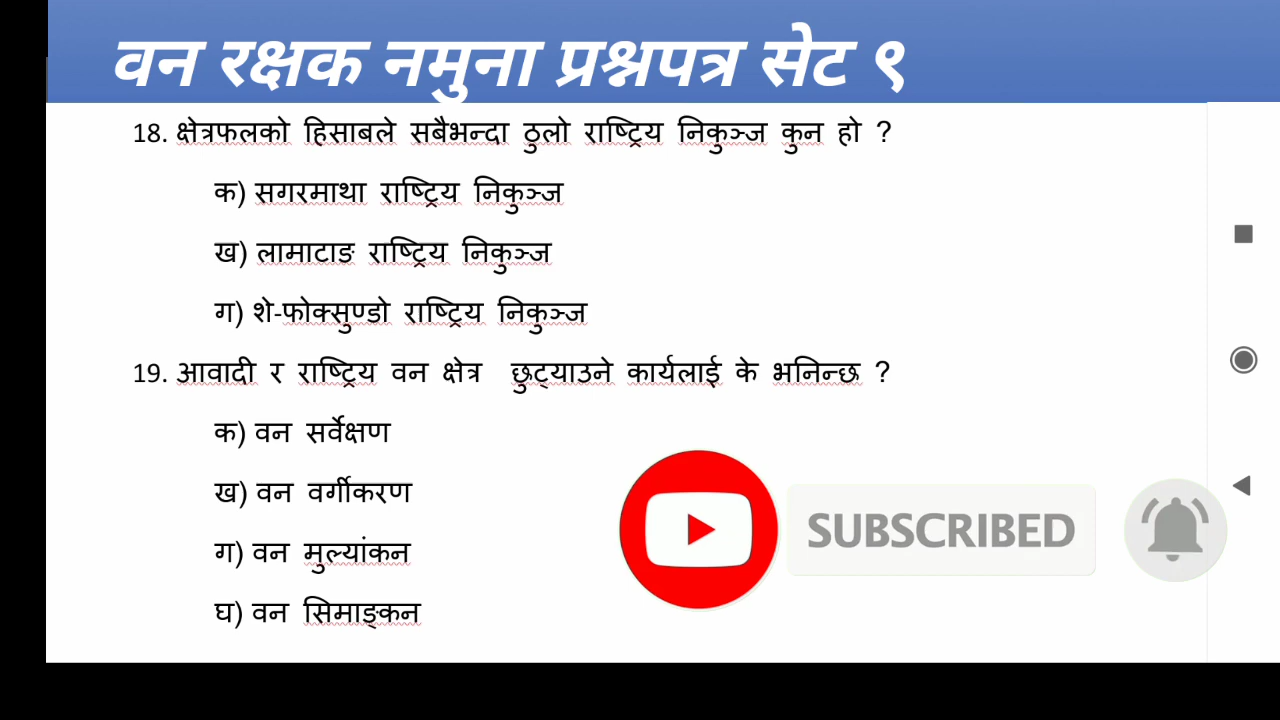 वन रक्षक नमुना प्रश्नपत्र सेट ९
18. क्षेत्रफलको हिसाबले सबैभन्दा ठुलो राष्ट्रिय निकुञ्ज कुन हो ?
क) सगरमाथा राष्ट्रिय निकुञ्ज
ख) लामाटाङ राष्ट्रिय निकुञ्ज
ग) शे-फोक्सुण्डो राष्ट्रिय निकुञ्ज
19. आवादी र राष्ट्रिय वन क्षेत्र छुट्याउने कार्यलाई के भनिन्छ ?
क) वन सर्वेक्षण
ख) वन वर्गीकरण
ग) वन मुल्यांकन
घ) वन सिमाङ्कन
SUBSCRIBED